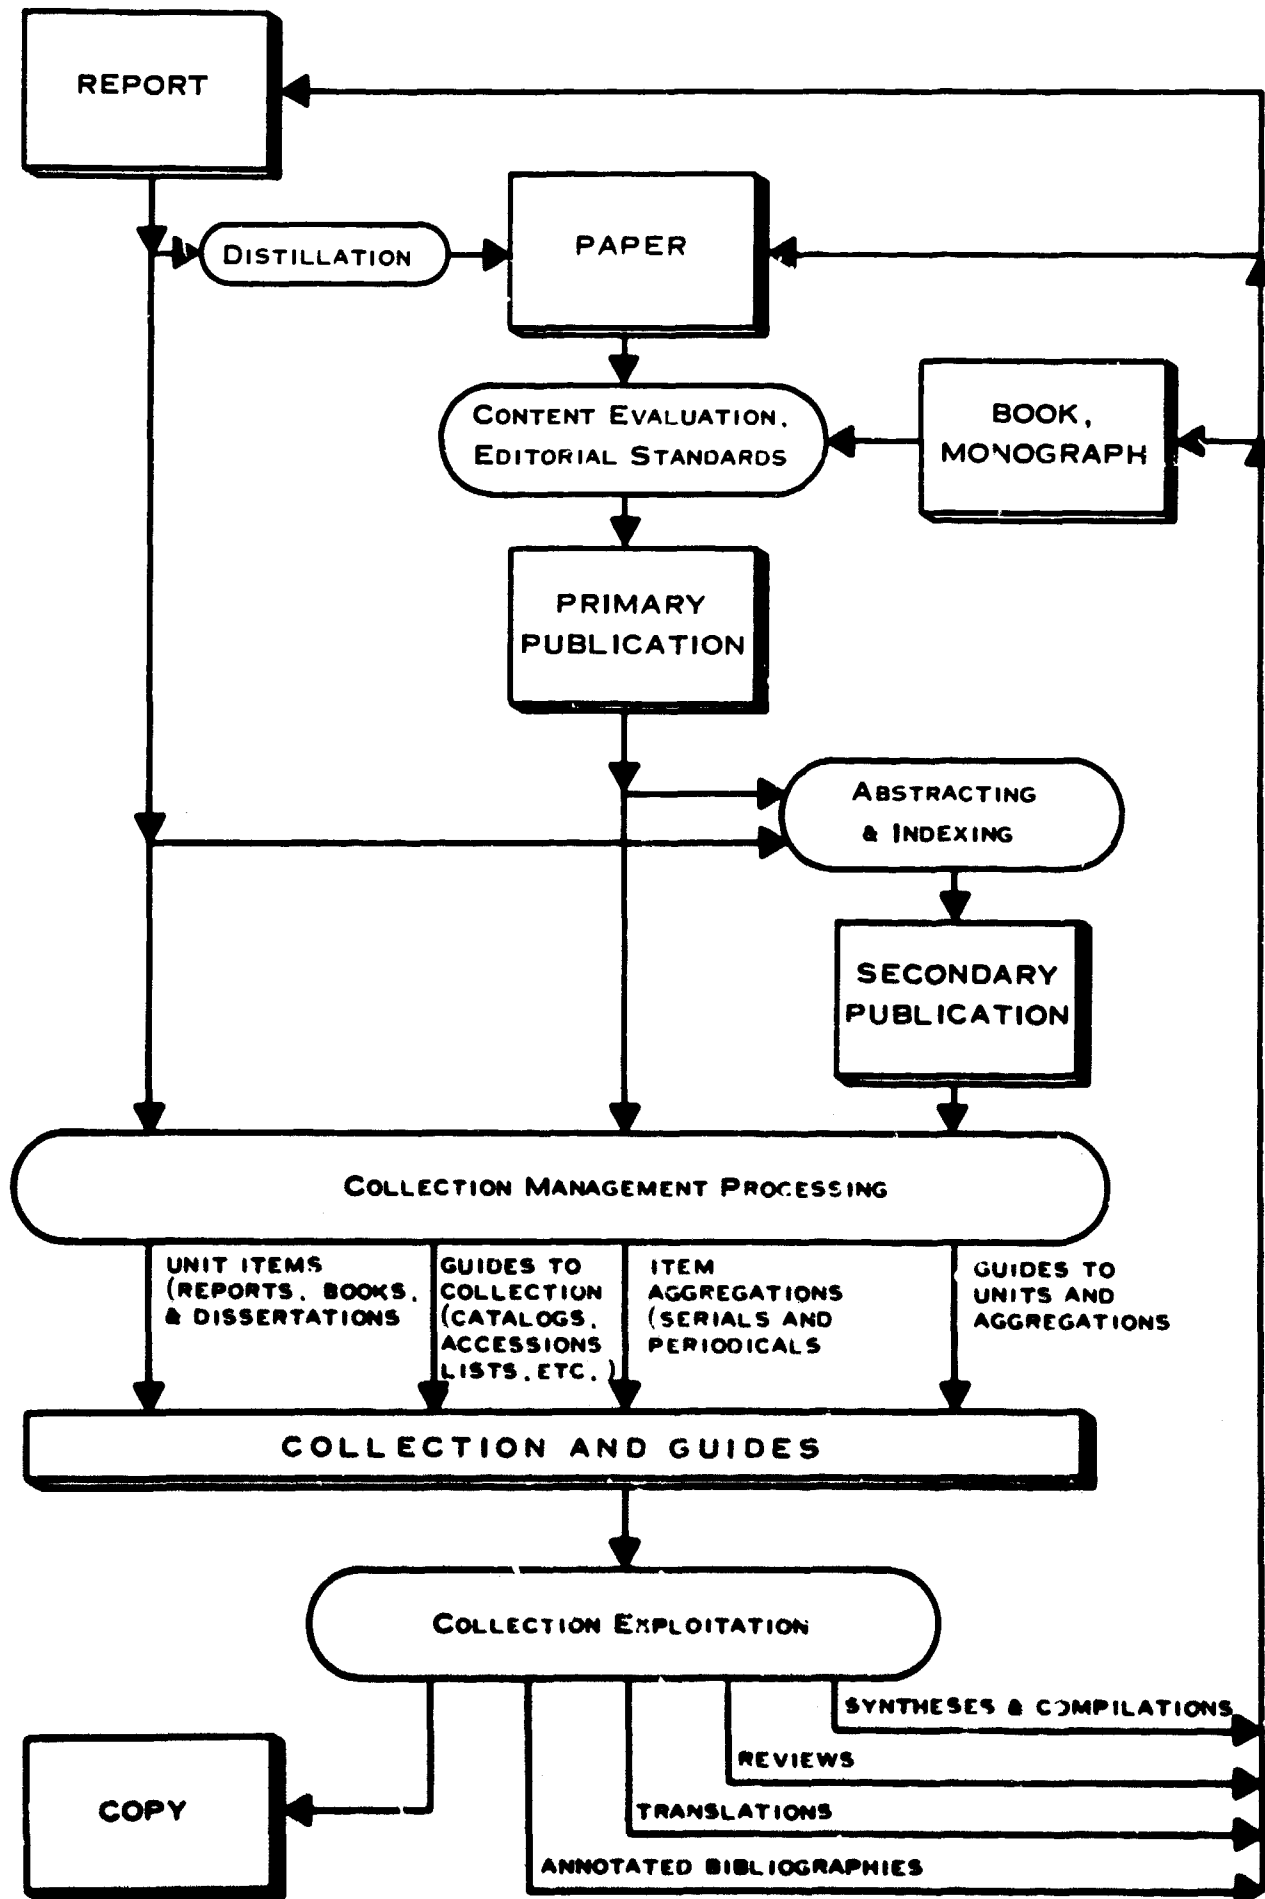 REPORT
DISTILLATION
PAPER
CONTENT EVALUATION,
EDITORIAL STANDARDS
BOOK,
MONOGRAPH
PRIMARY
PUBLICATION
ABSTRACTING
& INDEXING
SECONDARY
PUBLICATION
COLLECTION MANAGEMENT PROCESSING
UNIT ITEMS
(REPORTS, BOOKS,
& DISSERTATIONS
GUIDES TO
COLLECTION
(CATALOGS,
ACCESSIONS
LISTS, ETC.)
ITEM
AGGREGATIONS
(SERIALS AND
PERIODICALS
GUIDES TO
UNITS AND
AGGREGATIONS
COLLECTION AND GUIDES
COLLECTION EXPLOITATION
SYNTHESES & COMPILATIONS
REVIEWS
TRANSLATIONS
ANNOTATED BIBLIOGRAPHIES
COPY